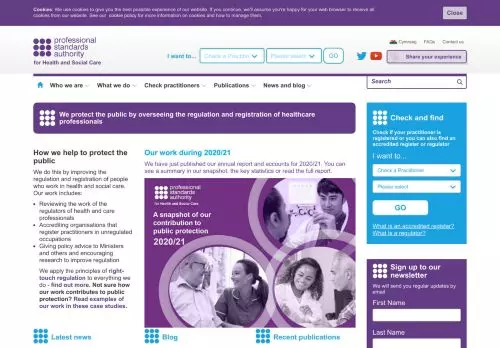 Cookies: We use cookies to give you the best possible experience of our website. If you continue, we'll assume you're happy for your web browser to receive all
cookies from our website. See our cookie policy for more information on cookies and how to manage them.
Close
professional
standards
authority
for Health and Social Care
I want to...
Check a Practition
Please select
GO
Cymraeg FAQs Contact us
Share your experience
Who we are What we do Check practitioners Publications News and blog
Search
We protect the public by overseeing the regulation and registration of healthcare
professionals
How we help to protect the
public
We do this by improving the
regulation and registration of people
who work in health and social care.
Our work includes:
Reviewing the work of the
regulators of health and care
professionals
Accrediting organisations that
register practitioners in unregulated
occupations
Giving policy advice to Ministers
and others and encouraging
research to improve regulation
We apply the principles of right-
touch regulation to everything we
do - find out more. Not sure how
our work contributes to public
protection? Read examples of
our work in these case studies.
Our work during 2020/21
We have just published our annual report and accounts for 2020/21. You can
see a summary in our snapshot, the key statistics or read the full report.
professional
standards
authority
for Health and Social Care
A snapshot of our
contribution to
public protection
2020/21
Check and find
Check if your practitioner is
registered or you can also find an
accredited register or regulator
I want to...
Check a Practitioner
Please select
GO
What is an accredited register?
What is a regulator?
Sign up to our
newsletter
We will send you regular updates by
email
First Name
Last Name
Latest news
Blog
Recent publications